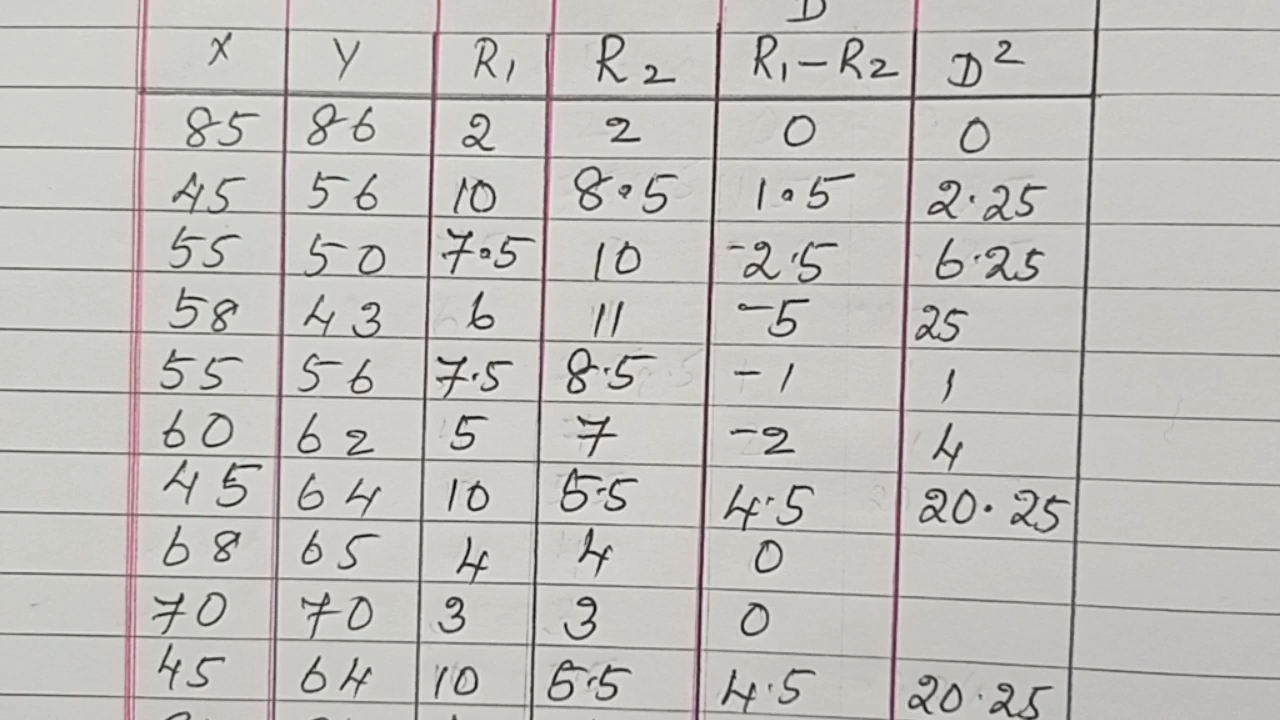 D
X Y R1 R2 R1-R2 D²
85 86 2 2 0 0
45 56 10 8.5 1.5 2.25
55 50 7.5 10 -2.5 6.25
58 43 6 11 -5 25
55 56 7.5 8.5 -1 1
60 62 5 7 -2 4
45 64 10 5.5 4.5 20.25
68 65 4 4 0
70 70 3 3 0
45 64 10 5.5 4.5 20.25